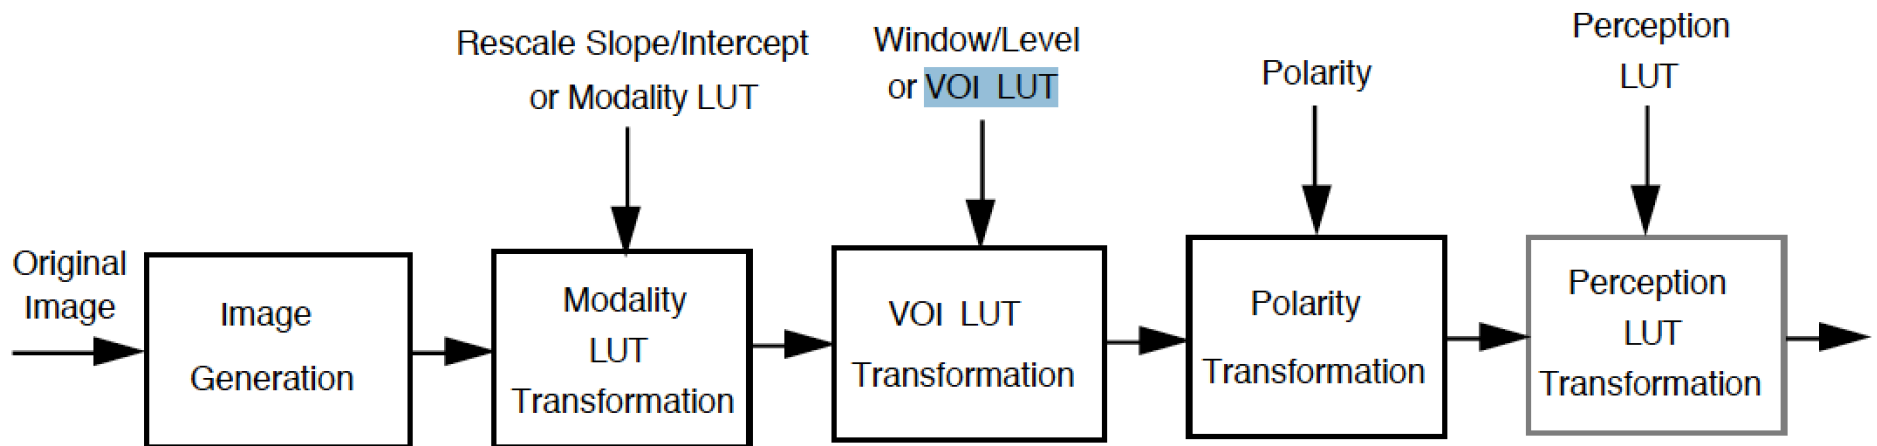 Rescale Slope/Intercept
or Modality LUT
Window/Level
or VOI LUT
Polarity
Perception
LUT
Original
Image
Image
Generation
Modality
LUT
Transformation
VOI LUT
Transformation
Polarity
Transformation
Perception
LUT
Transformation